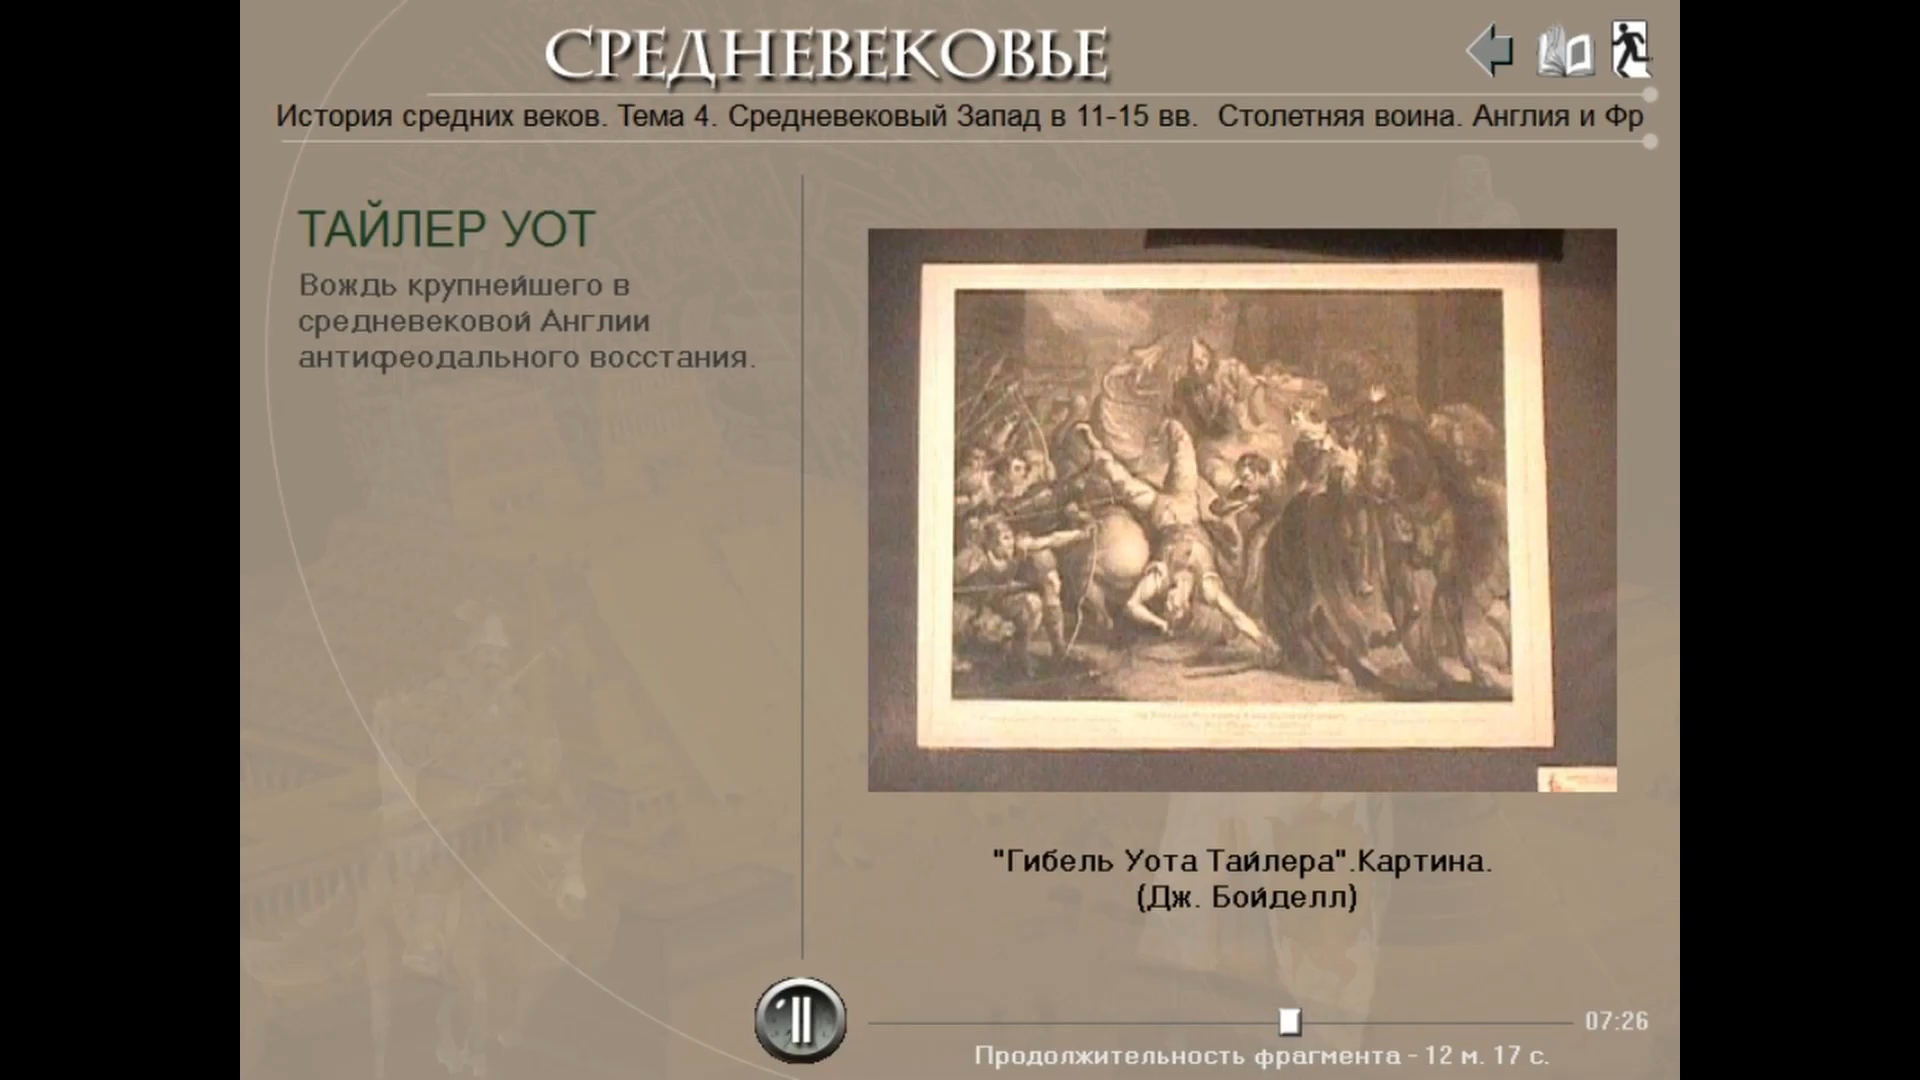 СРЕДНЕВЕКОВЬЕ
История средних веков. Тема 4. Средневековый Запад в 11-15 вв. Столетняя воина. Англия и Фр
ТАЙЛЕР УОТ
Вождь крупнейшего в
средневековой Англии
антифеодального восстания.
"Гибель Уота Тайлера".Картина.
(Дж. Бойделл)
07:26
Продолжительность фрагмента - 12 м. 17 с.